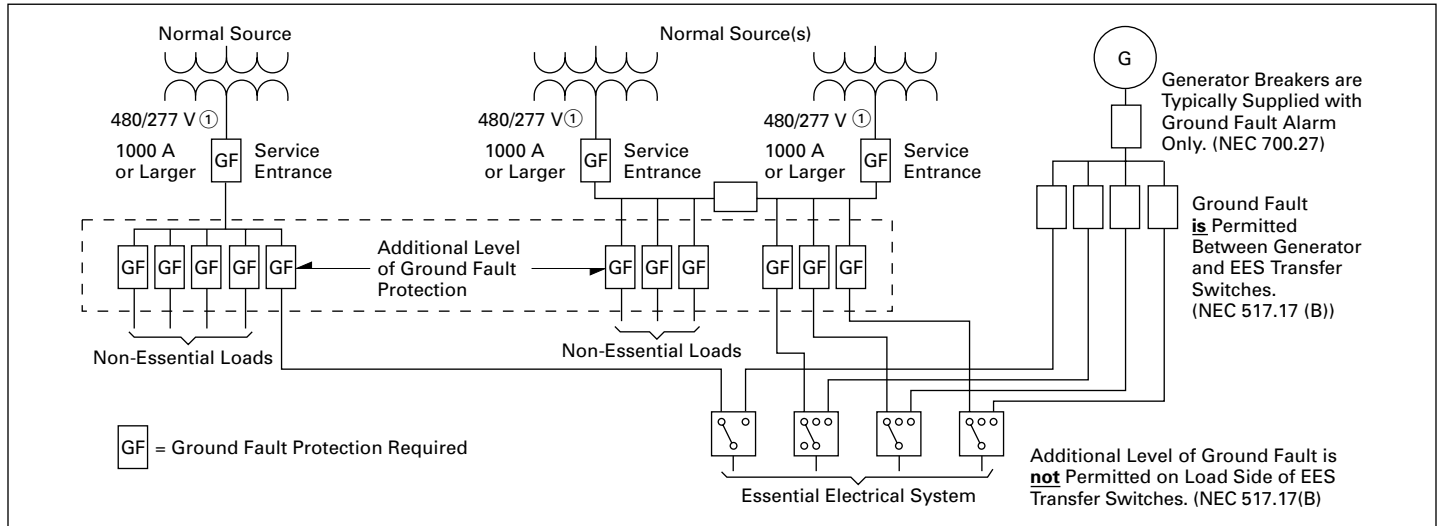 Normal Source
Normal Source(s)
G
Generator Breakers are
Typically Supplied with
Ground Fault Alarm
Only. (NEC 700.27)
480/277 V ①
480/277 V ①
480/277 V ①
1000 A
or Larger
GF
Service
Entrance
1000 A
or Larger
GF
Service
Entrance
1000 A
or Larger
GF
Service
Entrance
Ground Fault
is Permitted
Between Generator
and EES Transfer
Switches.
(NEC 517.17 (B))
GF GF GF GF GF
Additional Level
of Ground Fault
Protection
GF GF GF
GF GF GF
Non-Essential Loads
Non-Essential Loads
GF = Ground Fault Protection Required
Essential Electrical System
Additional Level of Ground Fault is
not Permitted on Load Side of EES
Transfer Switches. (NEC 517.17(B)